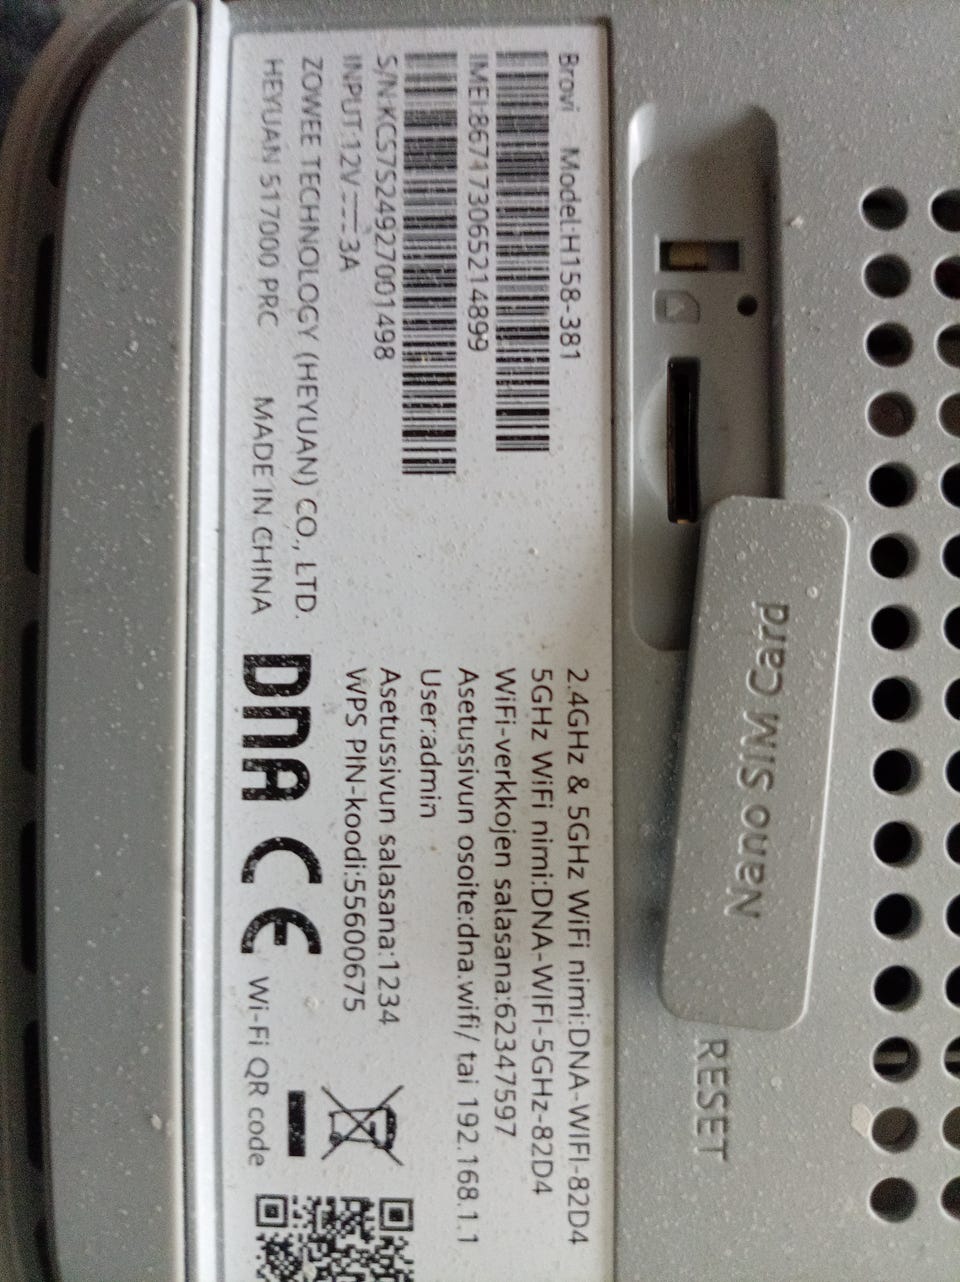 Brovi Model:H158-381
IMEI:867173065214899
S/N:KCS7S24927001498
INPUT:12V⎓3A
ZOWEE TECHNOLOGY (HEYUAN) CO., LTD.
HEYUAN 517000 PRC MADE IN CHINA
2.4GHz & 5GHz WiFi nimi:DNA-WIFI-82D4
5GHz WiFi nimi:DNA-WIFI-5GHz-82D4
WiFi-verkkojen salasana:62347597
Asetussivun osoite:dna.wifi/ tai 192.168.1.1
User:admin
Asetussivun salasana:1234
WPS PIN-koodi:55600675
DNA CE Wi-Fi QR code
Nano SIM Card
RESET